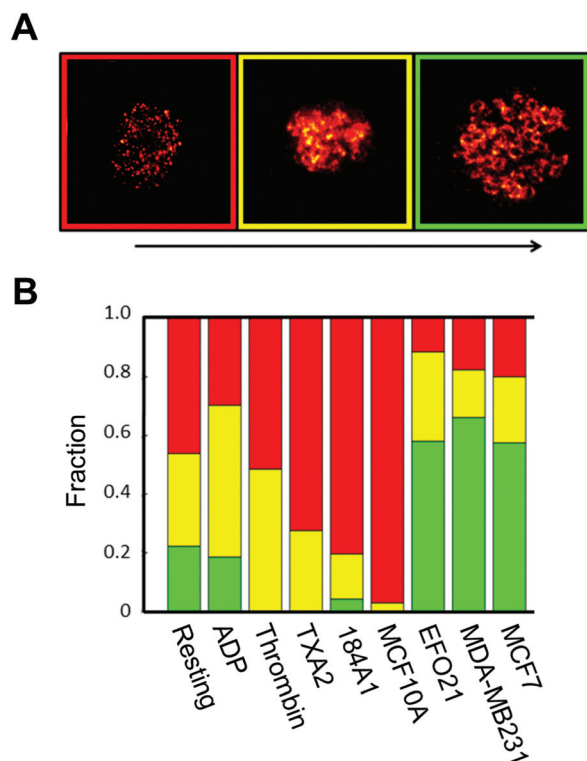 A
B
Fraction
1.0
0.8
0.6
0.4
0.2
0
Resting
ADP
Thrombin
TXA2
184A1
MCF10A
EFO21
MDA-MB231
MCF7